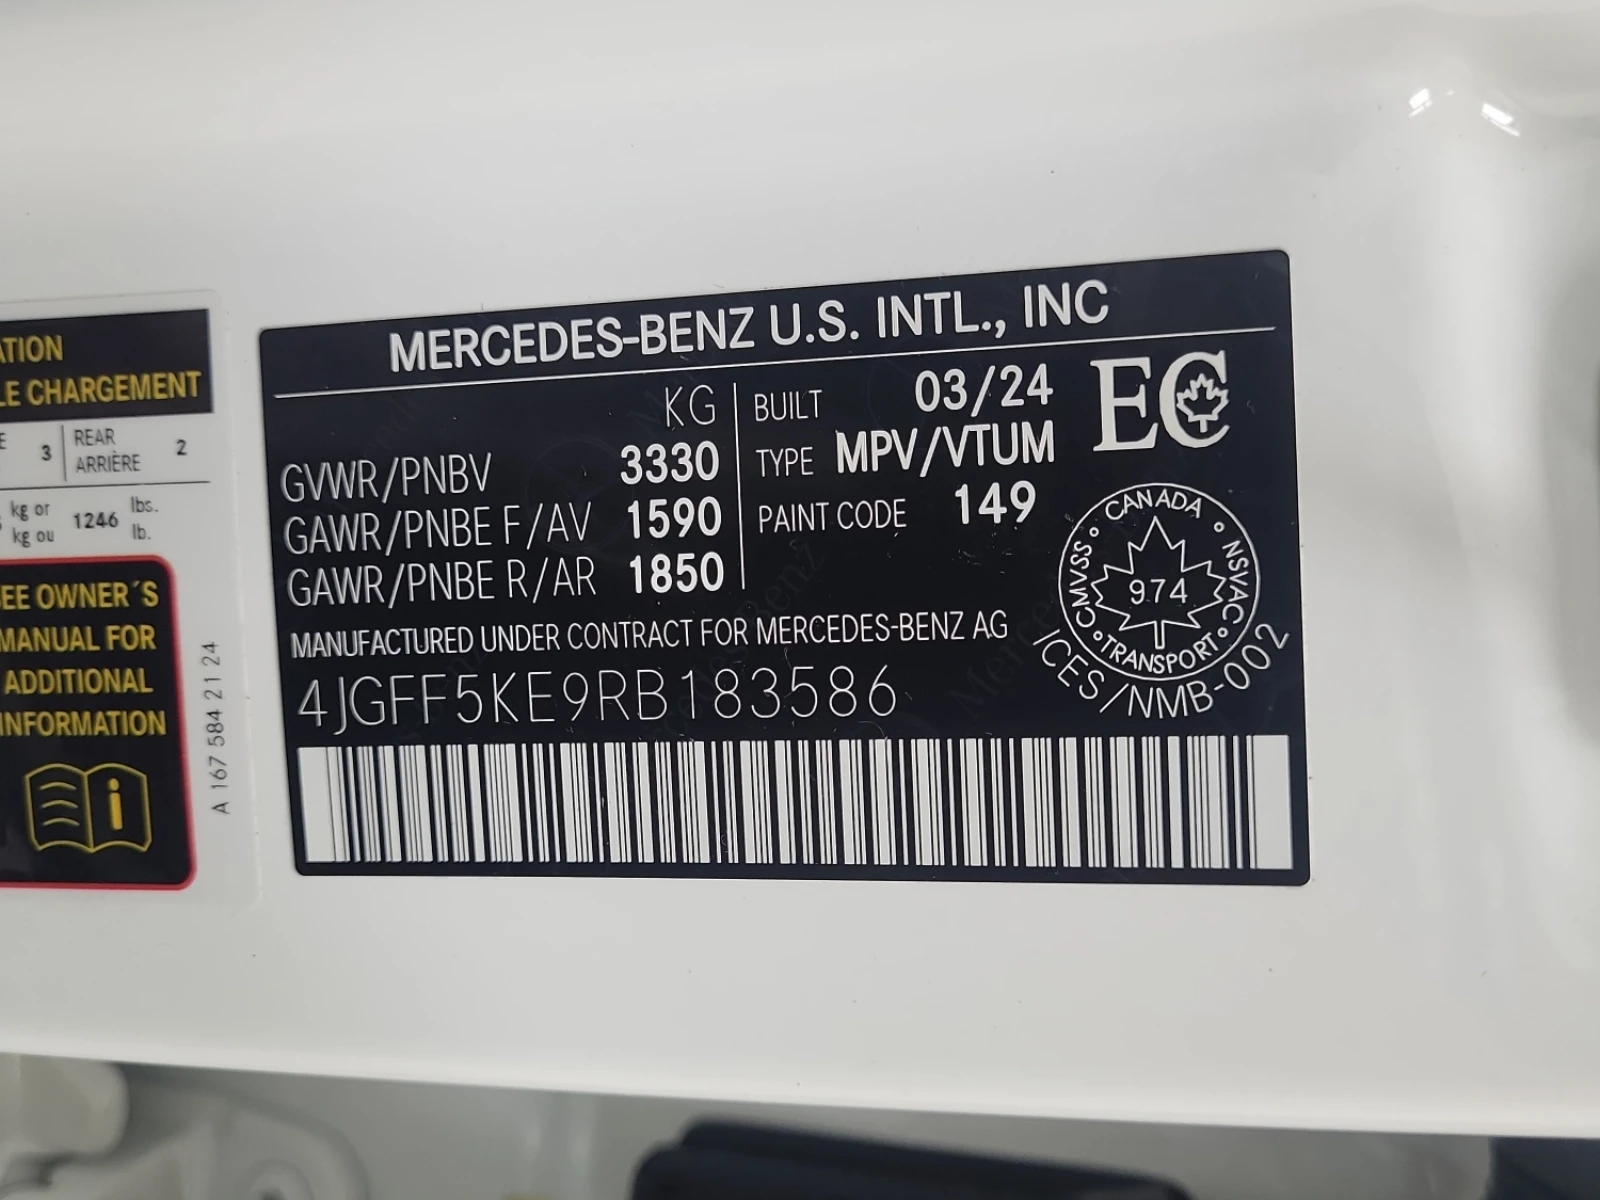 ATION
LE CHARGEMENT
E 3 REAR ARRIÈRE 2
kg or kg ou 1246 lbs. lb.
EE OWNER´S
MANUAL FOR
ADDITIONAL
INFORMATION
i
A 167 584 21 24
MERCEDES-BENZ U.S. INTL., INC
KG
GVWR/PNBV 3330
GAWR/PNBE F/AV 1590
GAWR/PNBE R/AR 1850
BUILT 03/24
TYPE MPV/VTUM
PAINT CODE 149
EC
CANADA
NSVAC
TRANSPORT
CMVSS
974
ICES/NMB-002
MANUFACTURED UNDER CONTRACT FOR MERCEDES-BENZ AG
4JGFF5KE9RB183586